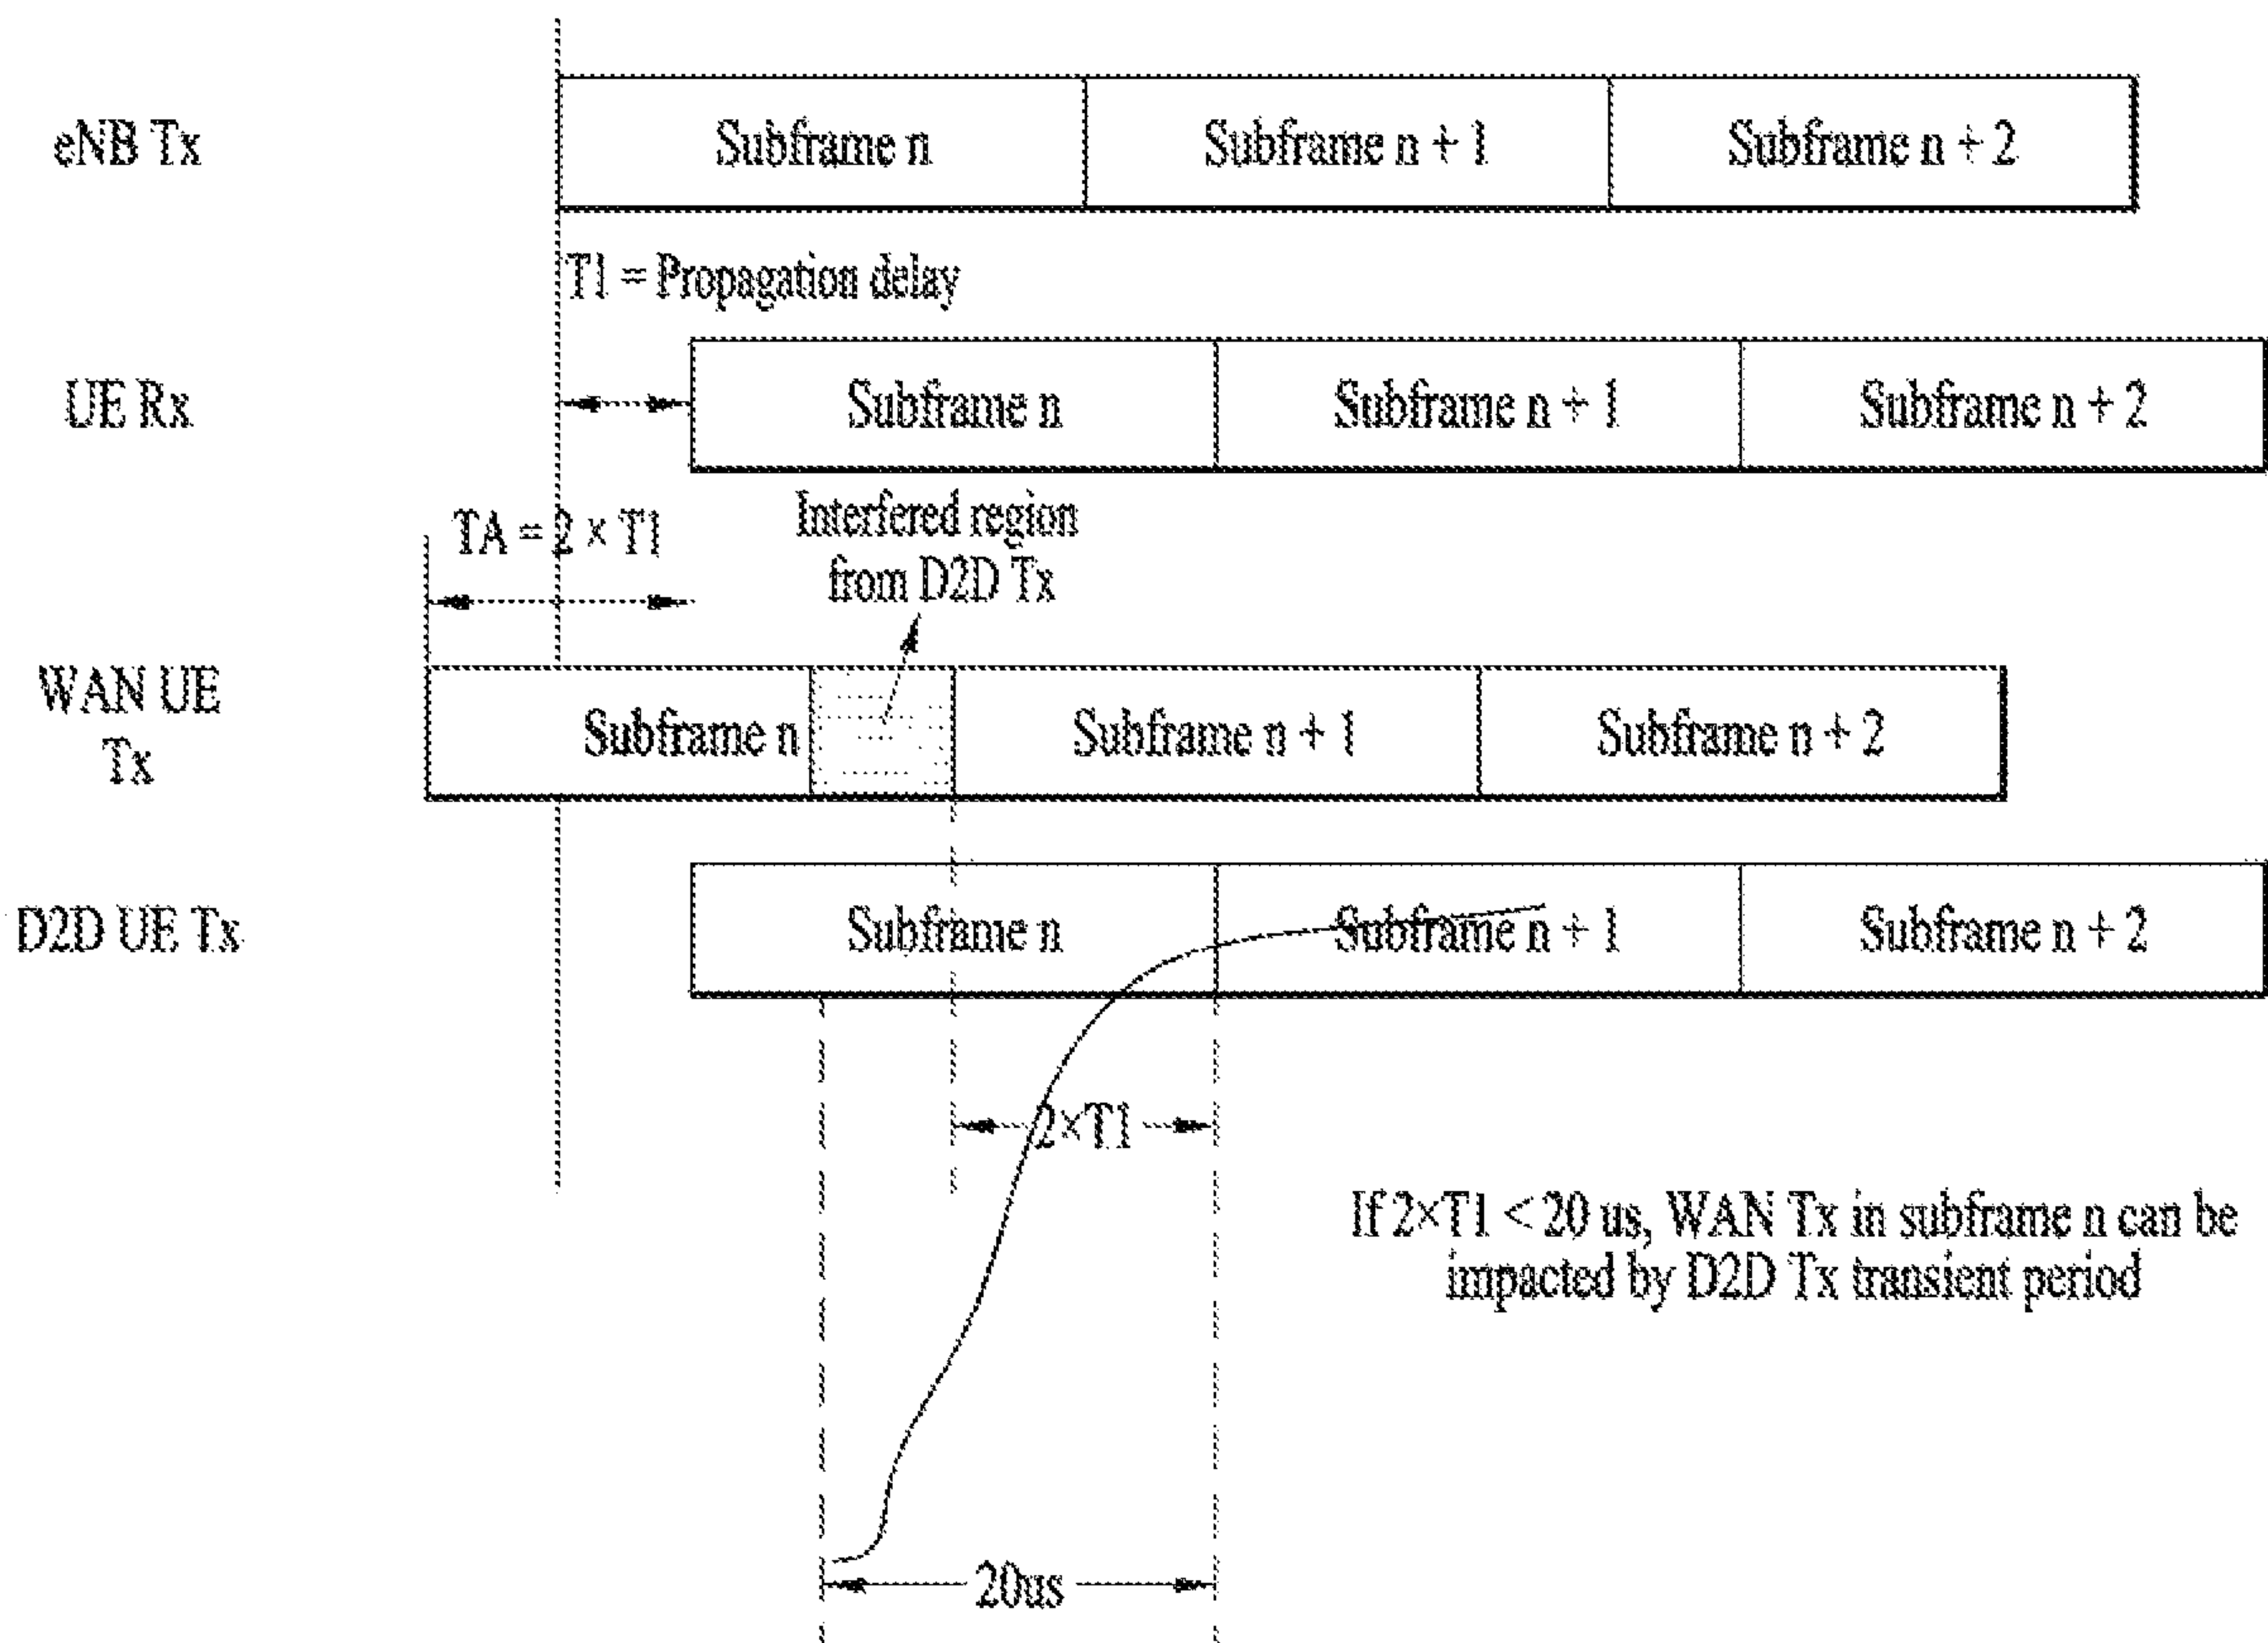 eNB Tx
Subframe n
Subframe n + 1
Subframe n + 2
T1 = Propagation delay
UE Rx
Subframe n
Subframe n + 1
Subframe n + 2
TA = 2 × T1
Interfered region
from D2D Tx
WAN UE
Tx
Subframe n
Subframe n + 1
Subframe n + 2
D2D UE Tx
Subframe n
Subframe n + 1
Subframe n + 2
2×T1
If 2×T1 < 20 us, WAN Tx in subframe n can be
impacted by D2D Tx transient period
20us